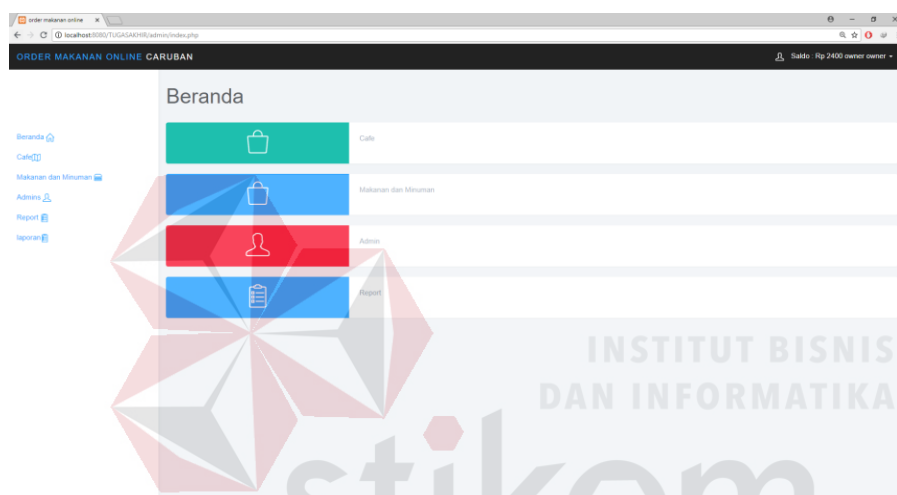 order makanan online
localhost:8080/TUGASAKHIR/admin/index.php
ORDER MAKANAN ONLINE CARUBAN
Saldo : Rp 2400 owner owner
Beranda
Beranda
Cafe
Makanan dan Minuman
Admins
Report
laporan
Cafe
Makanan dan Minuman
Admin
Report
INSTITUT BISNIS
DAN INFORMATIKA
stikom